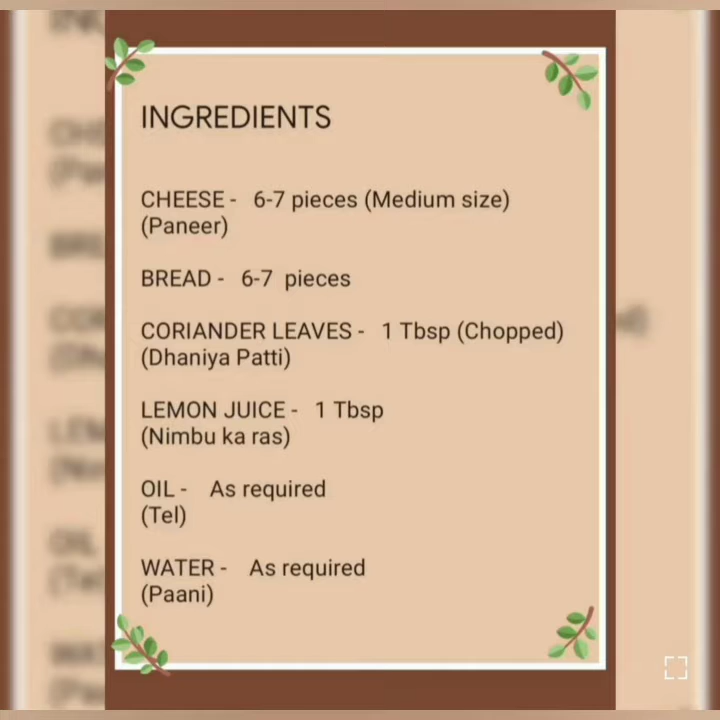 INGREDIENTS
CHEESE - 6-7 pieces (Medium size)
(Paneer)
BREAD - 6-7 pieces
CORIANDER LEAVES - 1 Tbsp (Chopped)
(Dhaniya Patti)
LEMON JUICE - 1 Tbsp
(Nimbu ka ras)
OIL - As required
(Tel)
WATER - As required
(Paani)